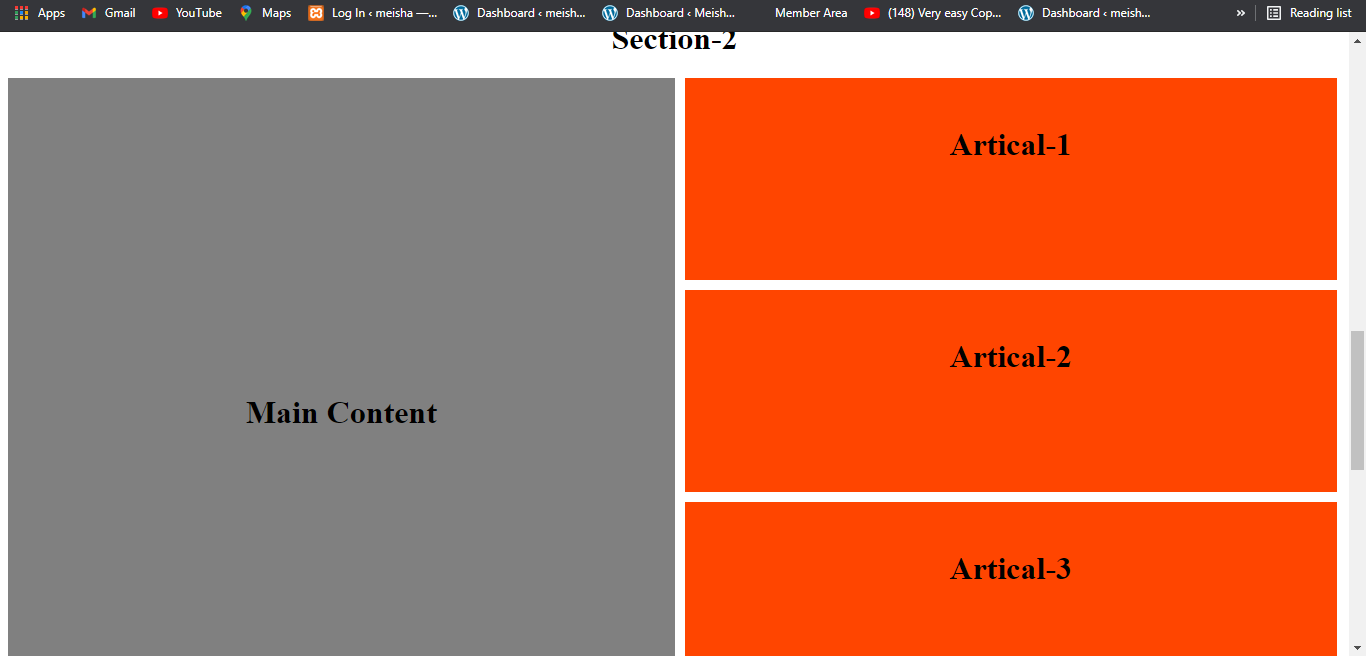 Apps Gmail YouTube Maps Log In ‹ meisha —... Dashboard ‹ meish... Dashboard ‹ Meish... Member Area (148) Very easy Cop... Dashboard ‹ meish... » Reading list
Section-2
Artical-1
Artical-2
Main Content
Artical-3